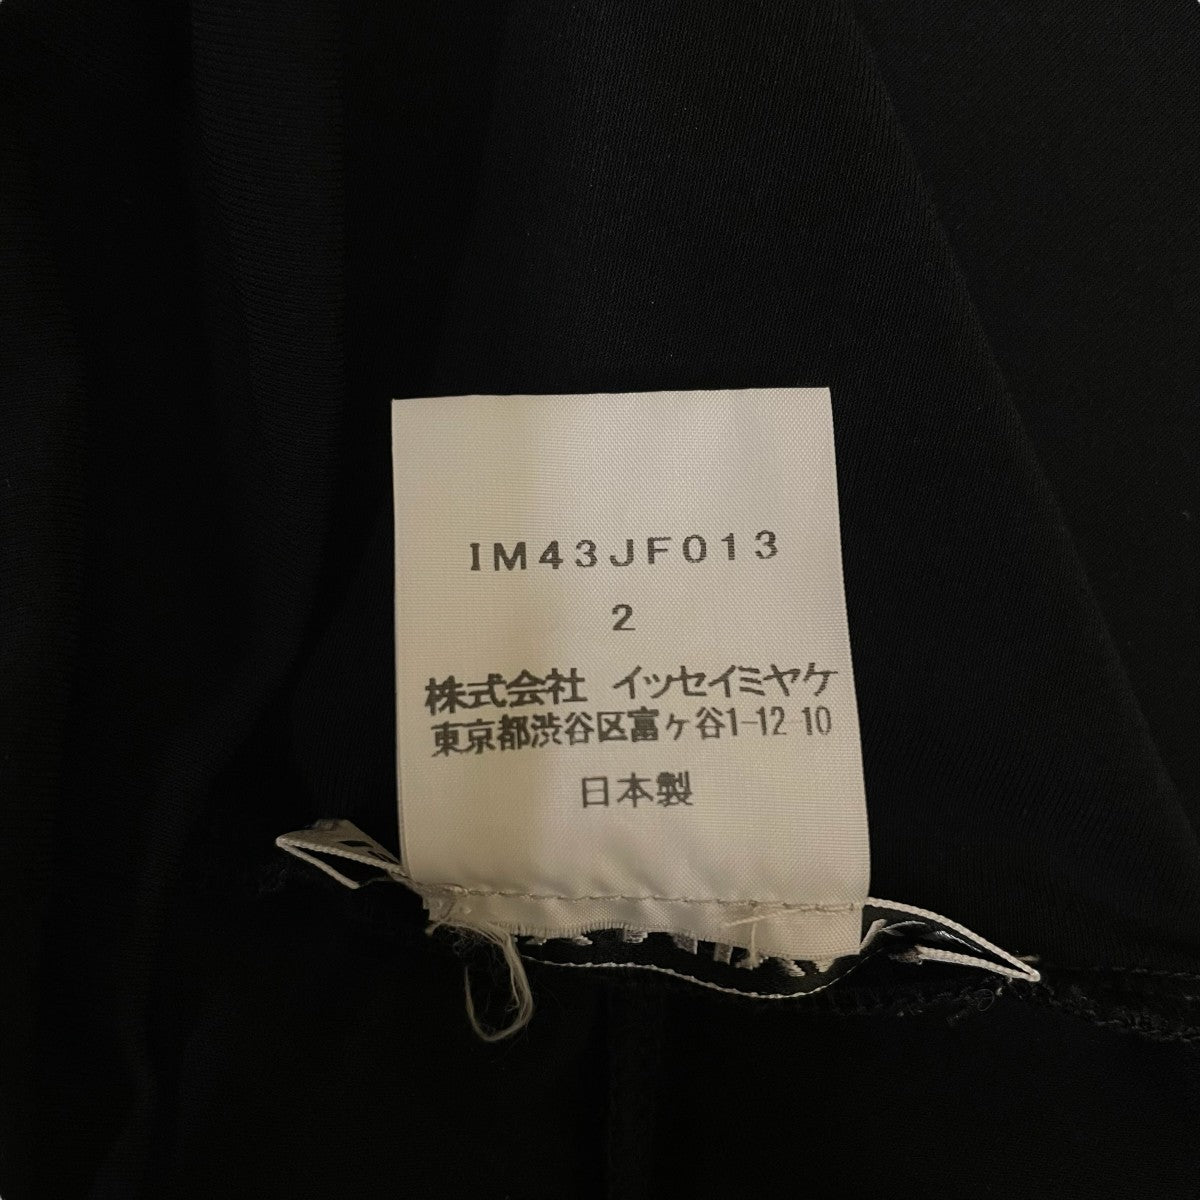 IM43JF013
2
株式会社 イッセイミヤケ
東京都渋谷区富ヶ谷1-12-10
日本製